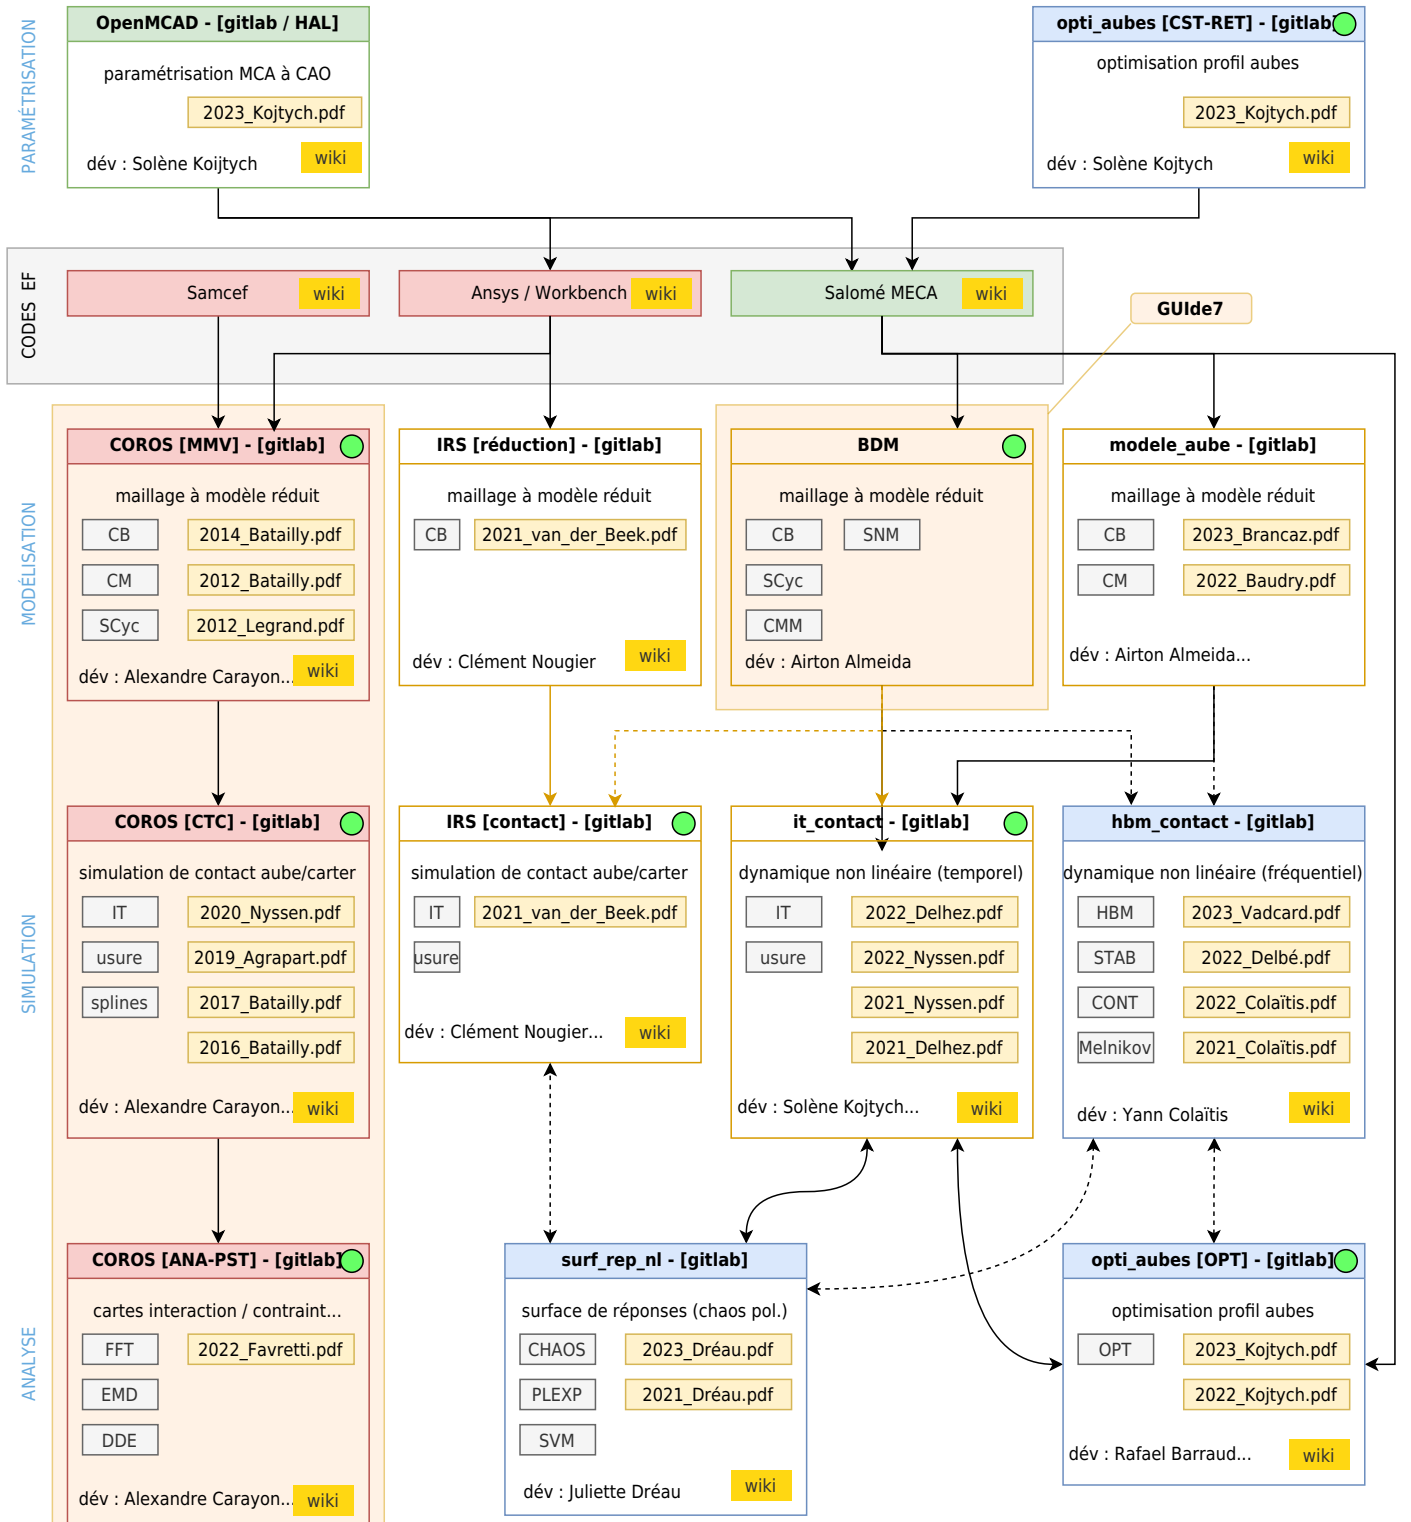 PARAMÉTRISATION
OpenMCAD - [gitlab / HAL]
paramétrisation MCA à CAO
2023_Kojtych.pdf
dév : Solène Koijtych
wiki
opti_aubes [CST-RET] - [gitlab]
optimisation profil aubes
2023_Kojtych.pdf
dév : Solène Kojtych
wiki
CODES EF
Samcef
wiki
Ansys / Workbench
wiki
Salomé MECA
wiki
GUIde7
MODÉLISATION
COROS [MMV] - [gitlab]
maillage à modèle réduit
CB
2014_Batailly.pdf
CM
2012_Batailly.pdf
SCyc
2012_Legrand.pdf
dév : Alexandre Carayon...
wiki
IRS [réduction] - [gitlab]
maillage à modèle réduit
CB
2021_van_der_Beek.pdf
dév : Clément Nougier
wiki
BDM
maillage à modèle réduit
CB
SNM
SCyc
CMM
dév : Airton Almeida
modele_aube - [gitlab]
maillage à modèle réduit
CB
2023_Brancaz.pdf
CM
2022_Baudry.pdf
dév : Airton Almeida...
SIMULATION
COROS [CTC] - [gitlab]
simulation de contact aube/carter
IT
2020_Nyssen.pdf
usure
2019_Agrapart.pdf
splines
2017_Batailly.pdf
2016_Batailly.pdf
dév : Alexandre Carayon...
wiki
IRS [contact] - [gitlab]
simulation de contact aube/carter
IT
2021_van_der_Beek.pdf
usure
dév : Clément Nougier...
wiki
it_contact - [gitlab]
dynamique non linéaire (temporel)
IT
2022_Delhez.pdf
usure
2022_Nyssen.pdf
2021_Nyssen.pdf
2021_Delhez.pdf
dév : Solène Kojtych...
wiki
hbm_contact - [gitlab]
dynamique non linéaire (fréquentiel)
HBM
2023_Vadcard.pdf
STAB
2022_Delbé.pdf
CONT
2022_Colaïtis.pdf
Melnikov
2021_Colaïtis.pdf
dév : Yann Colaïtis
wiki
ANALYSE
COROS [ANA-PST] - [gitlab]
cartes interaction / contraint...
FFT
2022_Favretti.pdf
EMD
DDE
dév : Alexandre Carayon...
wiki
surf_rep_nl - [gitlab]
surface de réponses (chaos pol.)
CHAOS
2023_Dréau.pdf
PLEXP
2021_Dréau.pdf
SVM
dév : Juliette Dréau
wiki
opti_aubes [OPT] - [gitlab]
optimisation profil aubes
OPT
2023_Kojtych.pdf
2022_Kojtych.pdf
dév : Rafael Barraud...
wiki